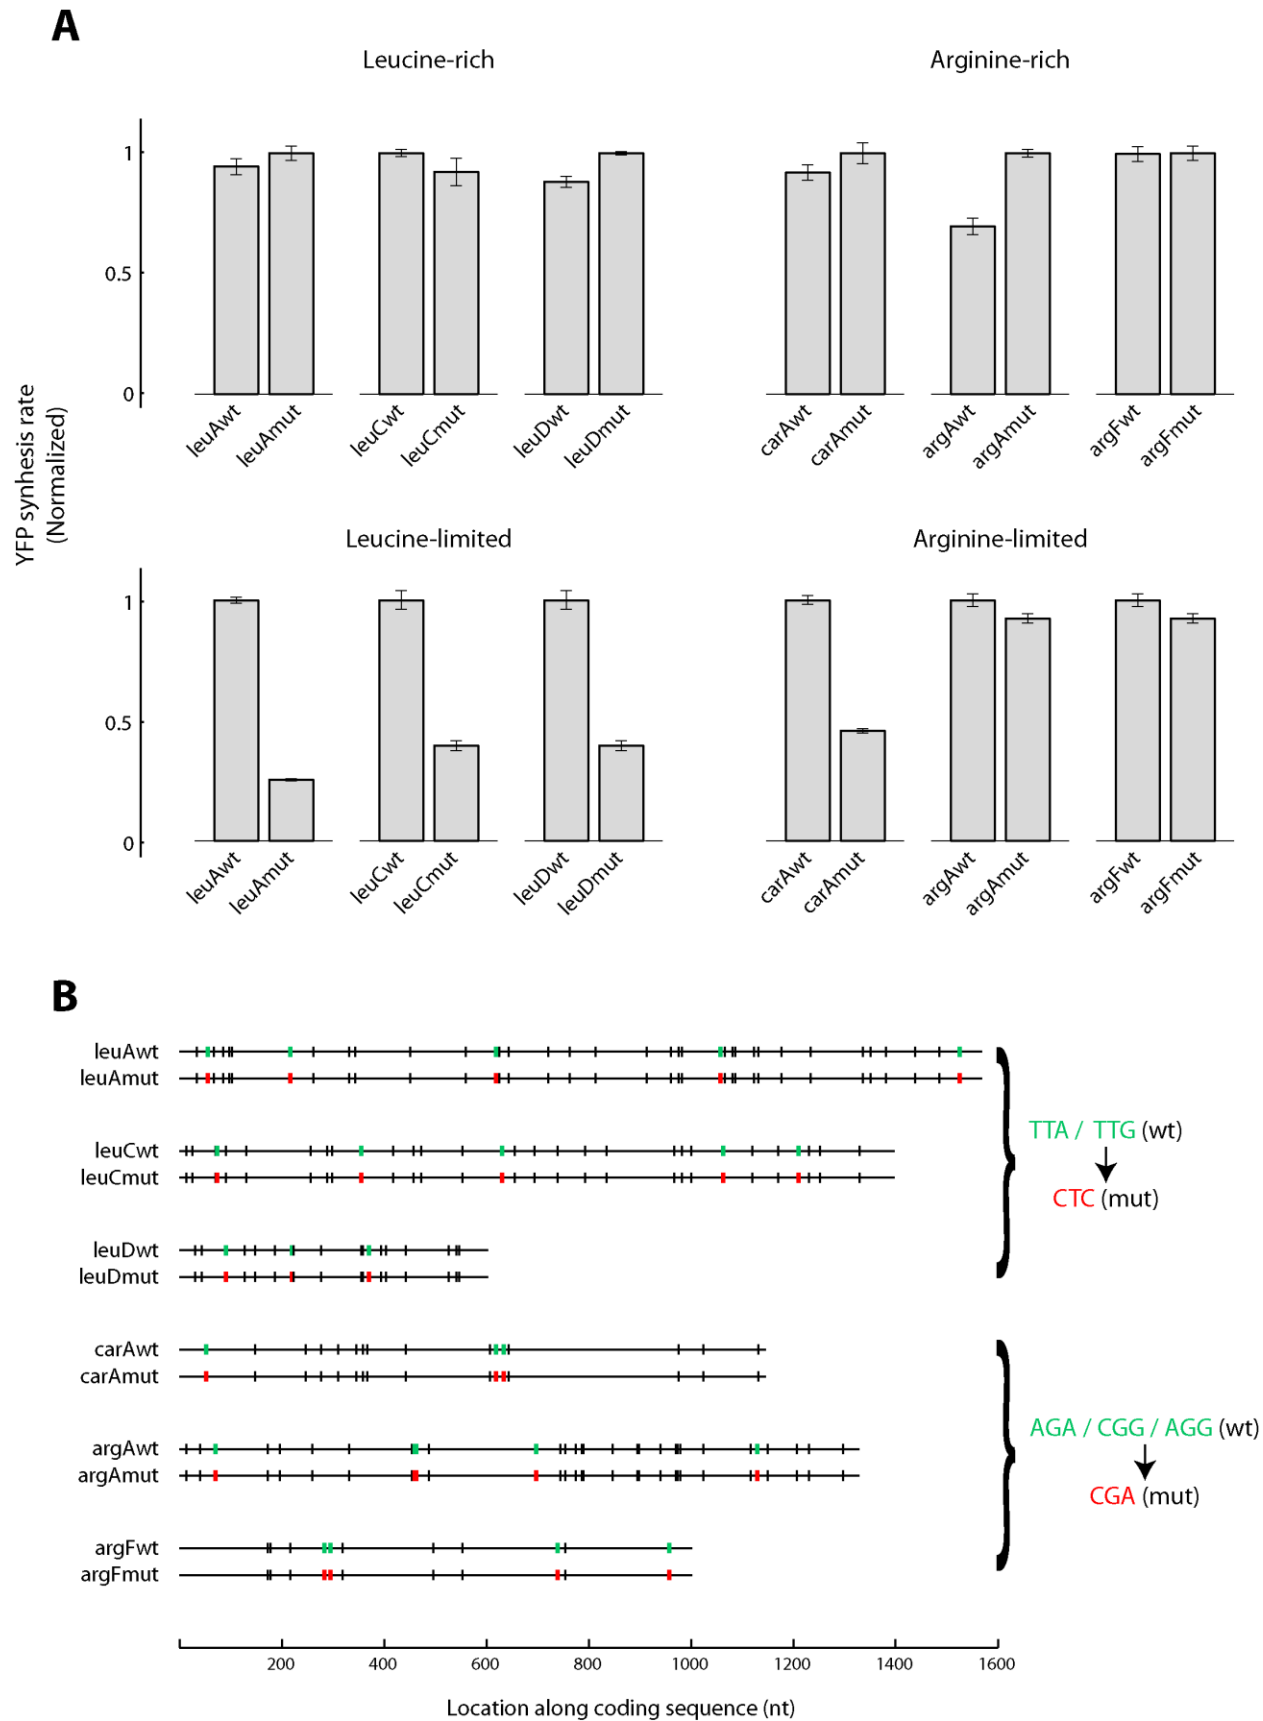 A
Leucine-rich
Arginine-rich
YFP synhesis rate
(Normalized)
1
0.5
0
leuAwt
leuAmut
leuCwt
leuCmut
leuDwt
leuDmut
carAwt
carAmut
argAwt
argAmut
argFwt
argFmut
Leucine-limited
Arginine-limited
1
0.5
0
leuAwt
leuAmut
leuCwt
leuCmut
leuDwt
leuDmut
carAwt
carAmut
argAwt
argAmut
argFwt
argFmut
B
leuAwt
leuAmut
leuCwt
leuCmut
leuDwt
leuDmut
TTA / TTG (wt)
CTC (mut)
carAwt
carAmut
argAwt
argAmut
argFwt
argFmut
AGA / CGG / AGG (wt)
CGA (mut)
200 400 600 800 1000 1200 1400 1600
Location along coding sequence (nt)